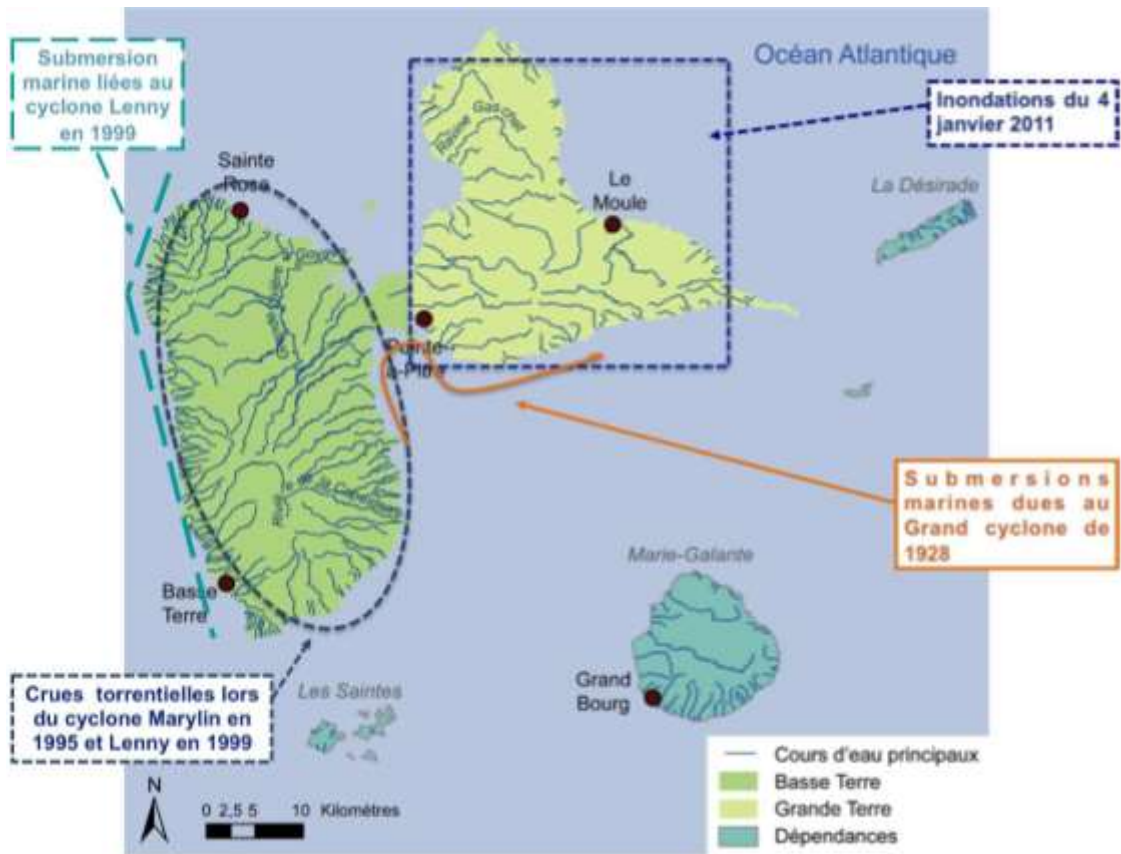 Submersion
marine liées au
cyclone Lenny
en 1999
Océan Atlantique
Inondations du 4
janvier 2011
Ravine Gaschet
Sainte
Rose
Le
Moule
La Désirade
Pointe-
à-Pitre
Submersions
marines dues au
Grand cyclone de
1928
Marie-Galante
Basse
Terre
Grand
Bourg
Les Saintes
Crues torrentielles lors
du cyclone Marylin en
1995 et Lenny en 1999
N
0 2,5 5 10 Kilométres
Cours d'eau principaux
Basse Terre
Grande Terre
Dépendances